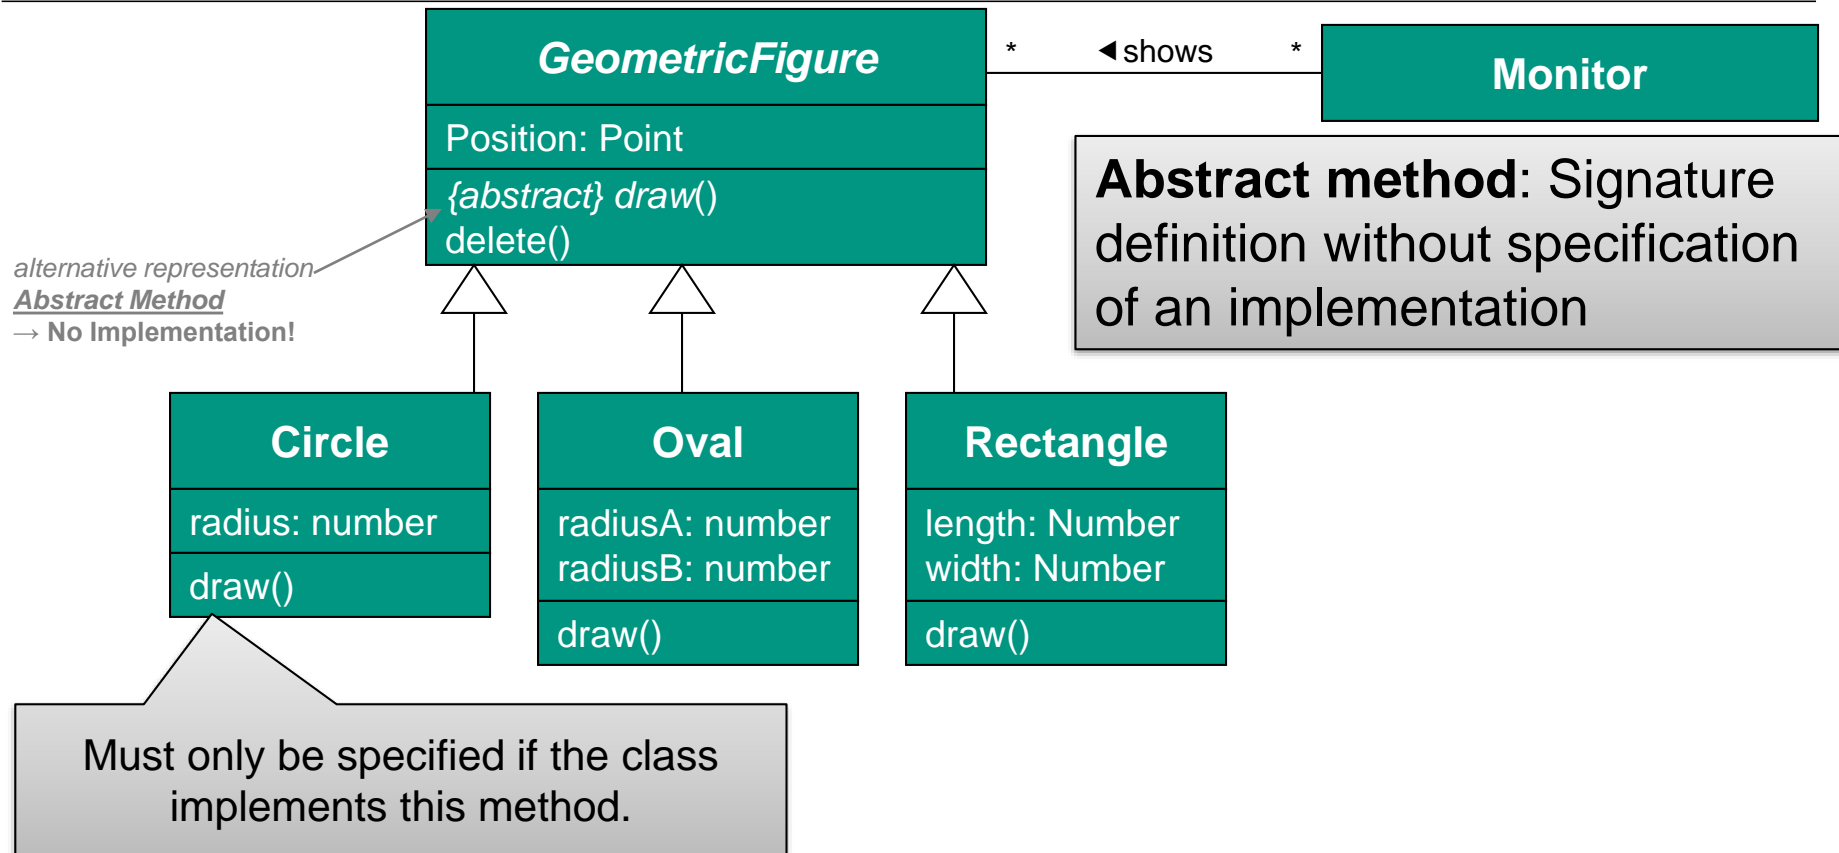 GeometricFigure
Position: Point
{abstract} draw()
delete()
* ◀shows *
Monitor
Abstract method: Signature
definition without specification
of an implementation
alternative representation
Abstract Method
→ No Implementation!
Circle
radius: number
draw()
Oval
radiusA: number
radiusB: number
draw()
Rectangle
length: Number
width: Number
draw()
Must only be specified if the class
implements this method.